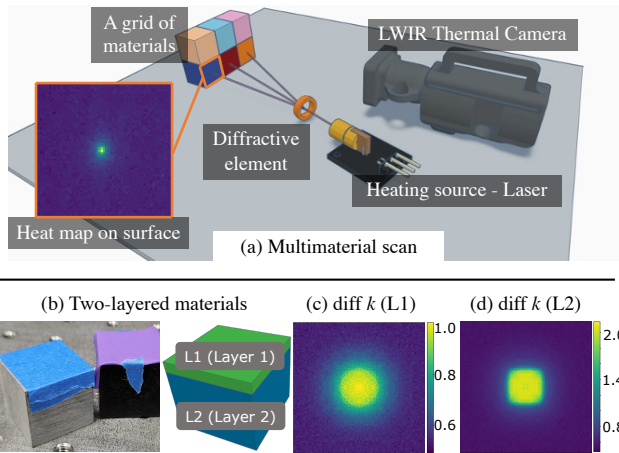 A grid of
materials
LWIR Thermal Camera
Diffractive
element
Heating source - Laser
Heat map on surface
(a) Multimaterial scan
(b) Two-layered materials
(c) diff k (L1)
(d) diff k (L2)
L1 (Layer 1)
L2 (Layer 2)
1.0
0.8
0.6
2.0
1.4
0.8